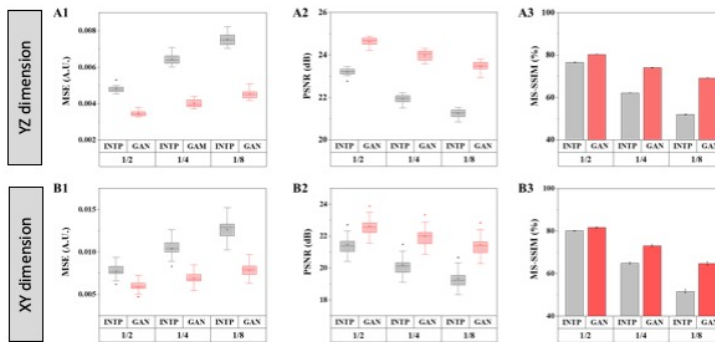 YZ dimension
A1
MSE (A.U.)
0.008
0.006
0.004
0.002
INTP GAN INTP GAM INTP GAN
1/2 1/4 1/8
A2
PSNR (dB)
26
24
22
20
INTP GAN INTP GAN INTP GAN
1/2 1/4 1/8
A3
MS-SSIM (%)
80
60
40
INTP GAN INTP GAN INTP GAN
1/2 1/4 1/8
XY dimension
B1
MSE (A.U.)
0.015
0.010
0.005
INTP GAN INTP GAN INTP GAN
1/2 1/4 1/8
B2
PSNR (dB)
22
20
18
INTP GAN INTP GAN INTP GAN
1/2 1/4 1/8
B3
MS-SSIM (%)
80
60
40
INTP GAN INTP GAN INTP GAN
1/2 1/4 1/8